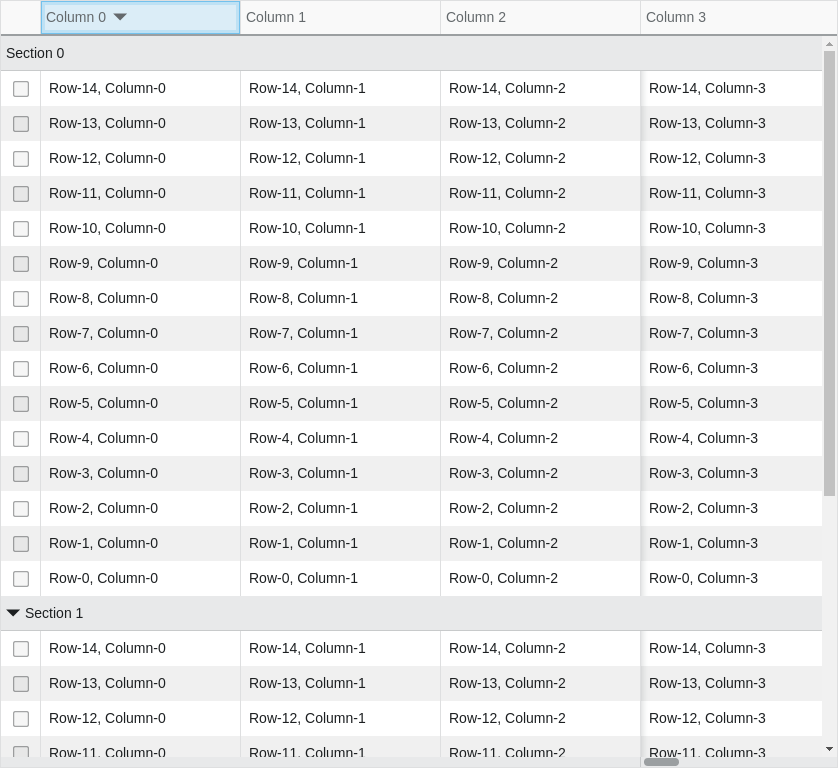 Column 0 Column 1 Column 2 Column 3
Section 0
Row-14, Column-0 Row-14, Column-1 Row-14, Column-2 Row-14, Column-3
Row-13, Column-0 Row-13, Column-1 Row-13, Column-2 Row-13, Column-3
Row-12, Column-0 Row-12, Column-1 Row-12, Column-2 Row-12, Column-3
Row-11, Column-0 Row-11, Column-1 Row-11, Column-2 Row-11, Column-3
Row-10, Column-0 Row-10, Column-1 Row-10, Column-2 Row-10, Column-3
Row-9, Column-0 Row-9, Column-1 Row-9, Column-2 Row-9, Column-3
Row-8, Column-0 Row-8, Column-1 Row-8, Column-2 Row-8, Column-3
Row-7, Column-0 Row-7, Column-1 Row-7, Column-2 Row-7, Column-3
Row-6, Column-0 Row-6, Column-1 Row-6, Column-2 Row-6, Column-3
Row-5, Column-0 Row-5, Column-1 Row-5, Column-2 Row-5, Column-3
Row-4, Column-0 Row-4, Column-1 Row-4, Column-2 Row-4, Column-3
Row-3, Column-0 Row-3, Column-1 Row-3, Column-2 Row-3, Column-3
Row-2, Column-0 Row-2, Column-1 Row-2, Column-2 Row-2, Column-3
Row-1, Column-0 Row-1, Column-1 Row-1, Column-2 Row-1, Column-3
Row-0, Column-0 Row-0, Column-1 Row-0, Column-2 Row-0, Column-3
Section 1
Row-14, Column-0 Row-14, Column-1 Row-14, Column-2 Row-14, Column-3
Row-13, Column-0 Row-13, Column-1 Row-13, Column-2 Row-13, Column-3
Row-12, Column-0 Row-12, Column-1 Row-12, Column-2 Row-12, Column-3
Row-11, Column-0 Row-11, Column-1 Row-11, Column-2 Row-11, Column-3